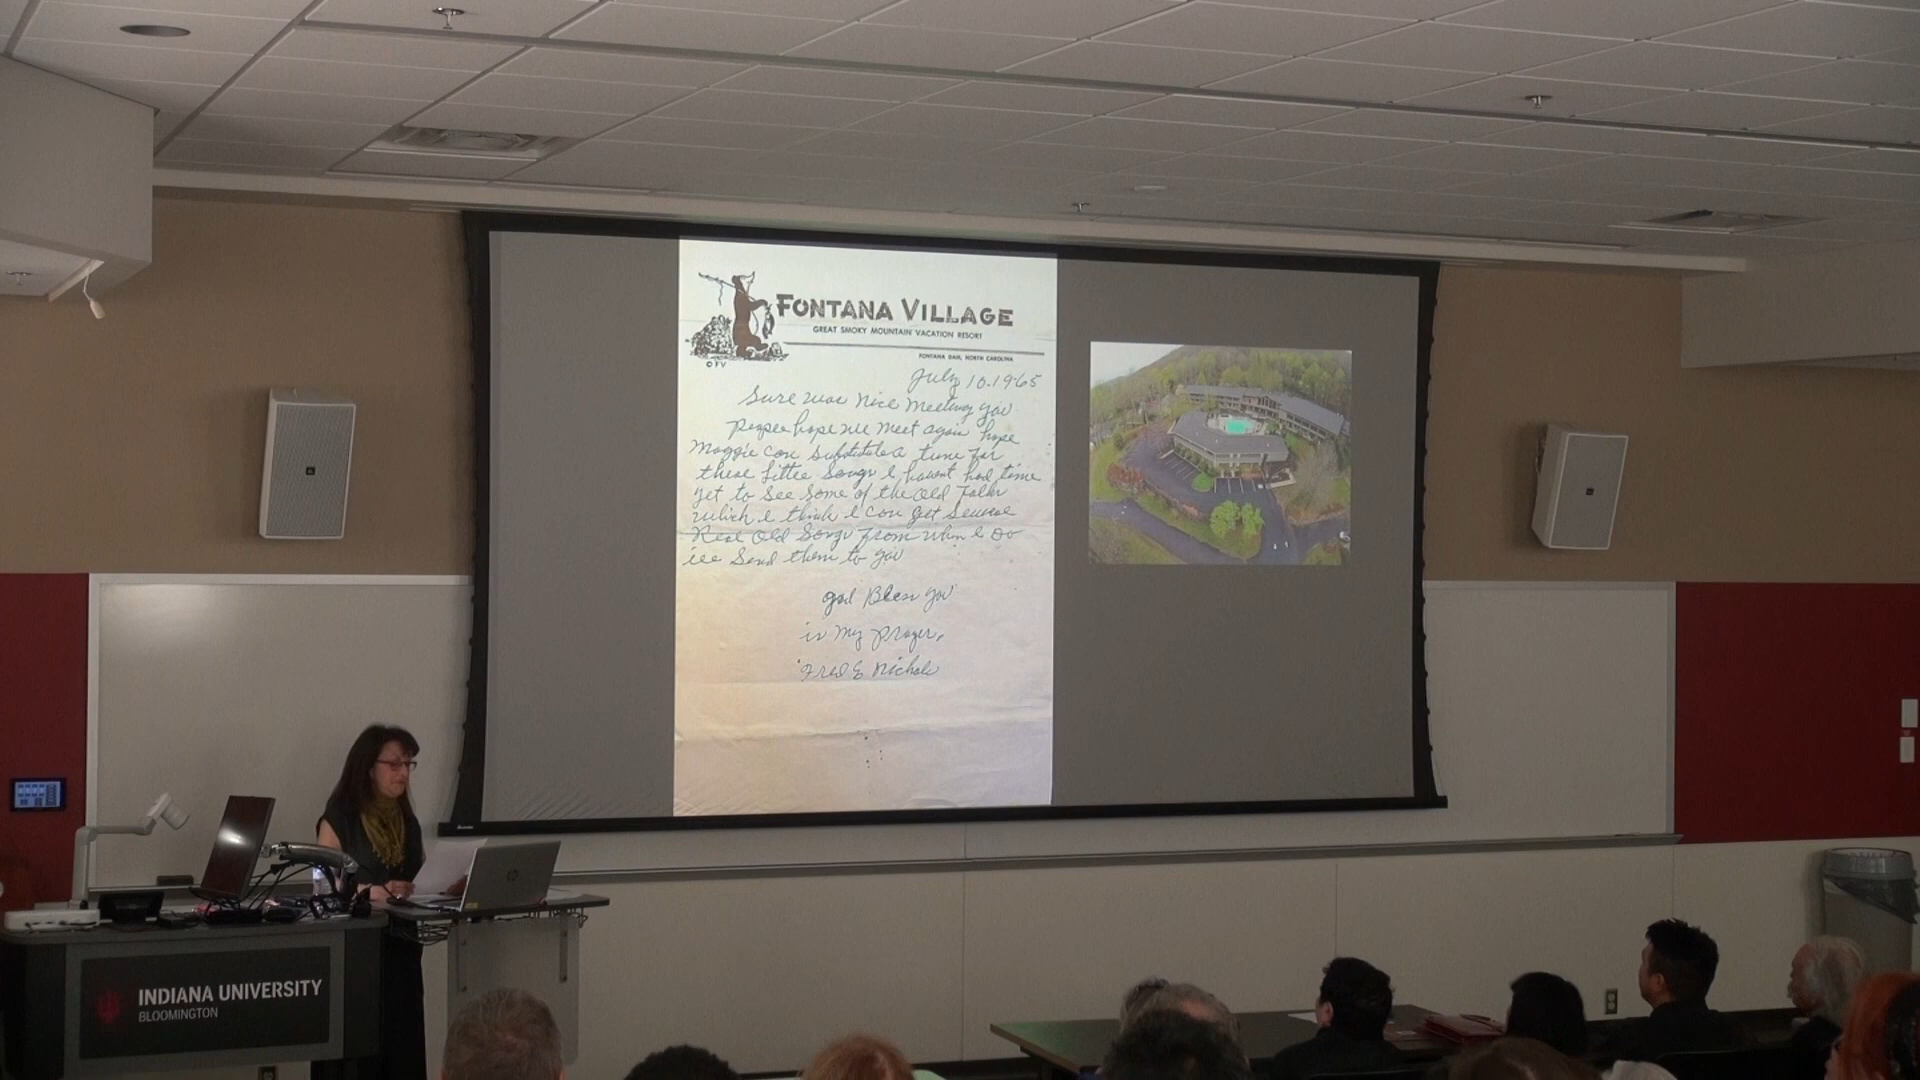 FONTANA VILLAGE
GREAT SMOKY MOUNTAIN VACATION RESORT
FONTANA DAM, NORTH CAROLINA
©FV
July 10. 1965
Sure was nice meeting you
people hope we meet again hope
Maggie can substitute a tune for
these little songs I havent had time
yet to see some of the old folks
which I think I can get several
Real old Songs from when I do
ile Send them to you
god Bless you
is my prayer.
Fred E Nichols
hp
INDIANA UNIVERSITY
BLOOMINGTON